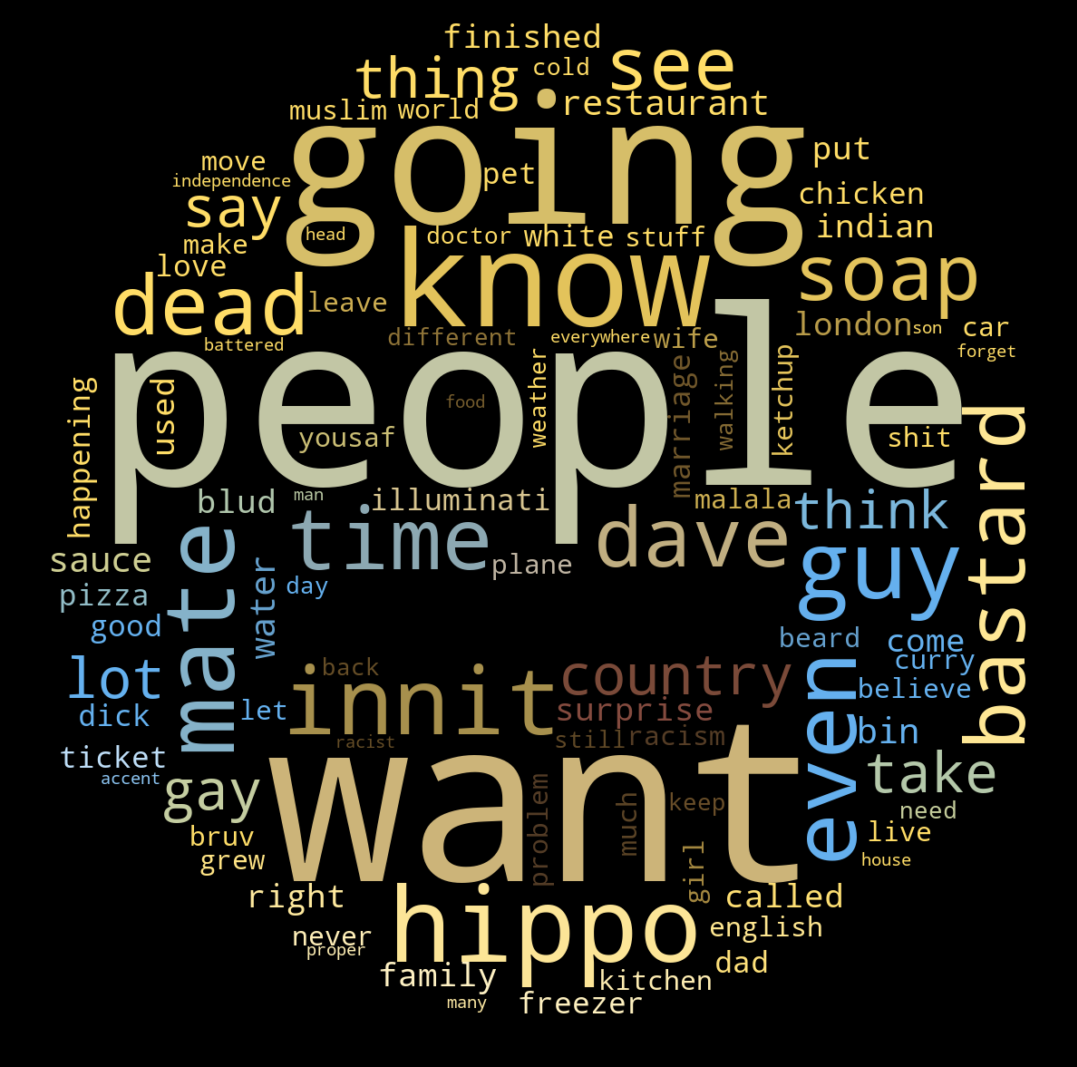 finished
thing cold see
muslim world restaurant
going
move pet put
independence
say chicken
head doctor white stuff indian
make
love know soap
dead leave london son car
battered different everywhere wife forget
people
happening used food weather marriage walking ketchup
yousaf shit
bastard
blud man illuminati malala think
time dave
sauce plane guy
pizza mate water day
good beard come
lot back country curry
dick let innit surprise even believe
ticket racist still racism bin
accent want take
gay problem much keep need
bruv live
grew girl house
right hippo called
never english
proper
family kitchen dad
many freezer